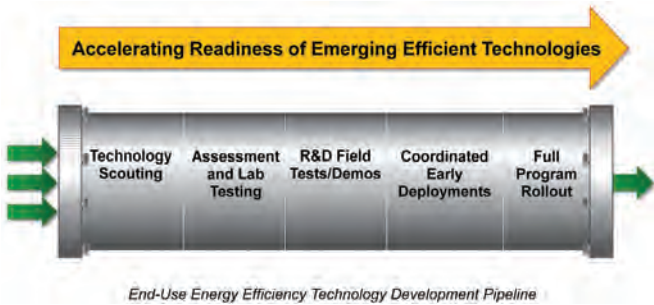 Accelerating Readiness of Emerging Efficient Technologies
Technology
Scouting
Assessment
and Lab
Testing
R&D Field
Tests/Demos
Coordinated
Early
Deployments
Full
Program
Rollout
End-Use Energy Efficiency Technology Development Pipeline